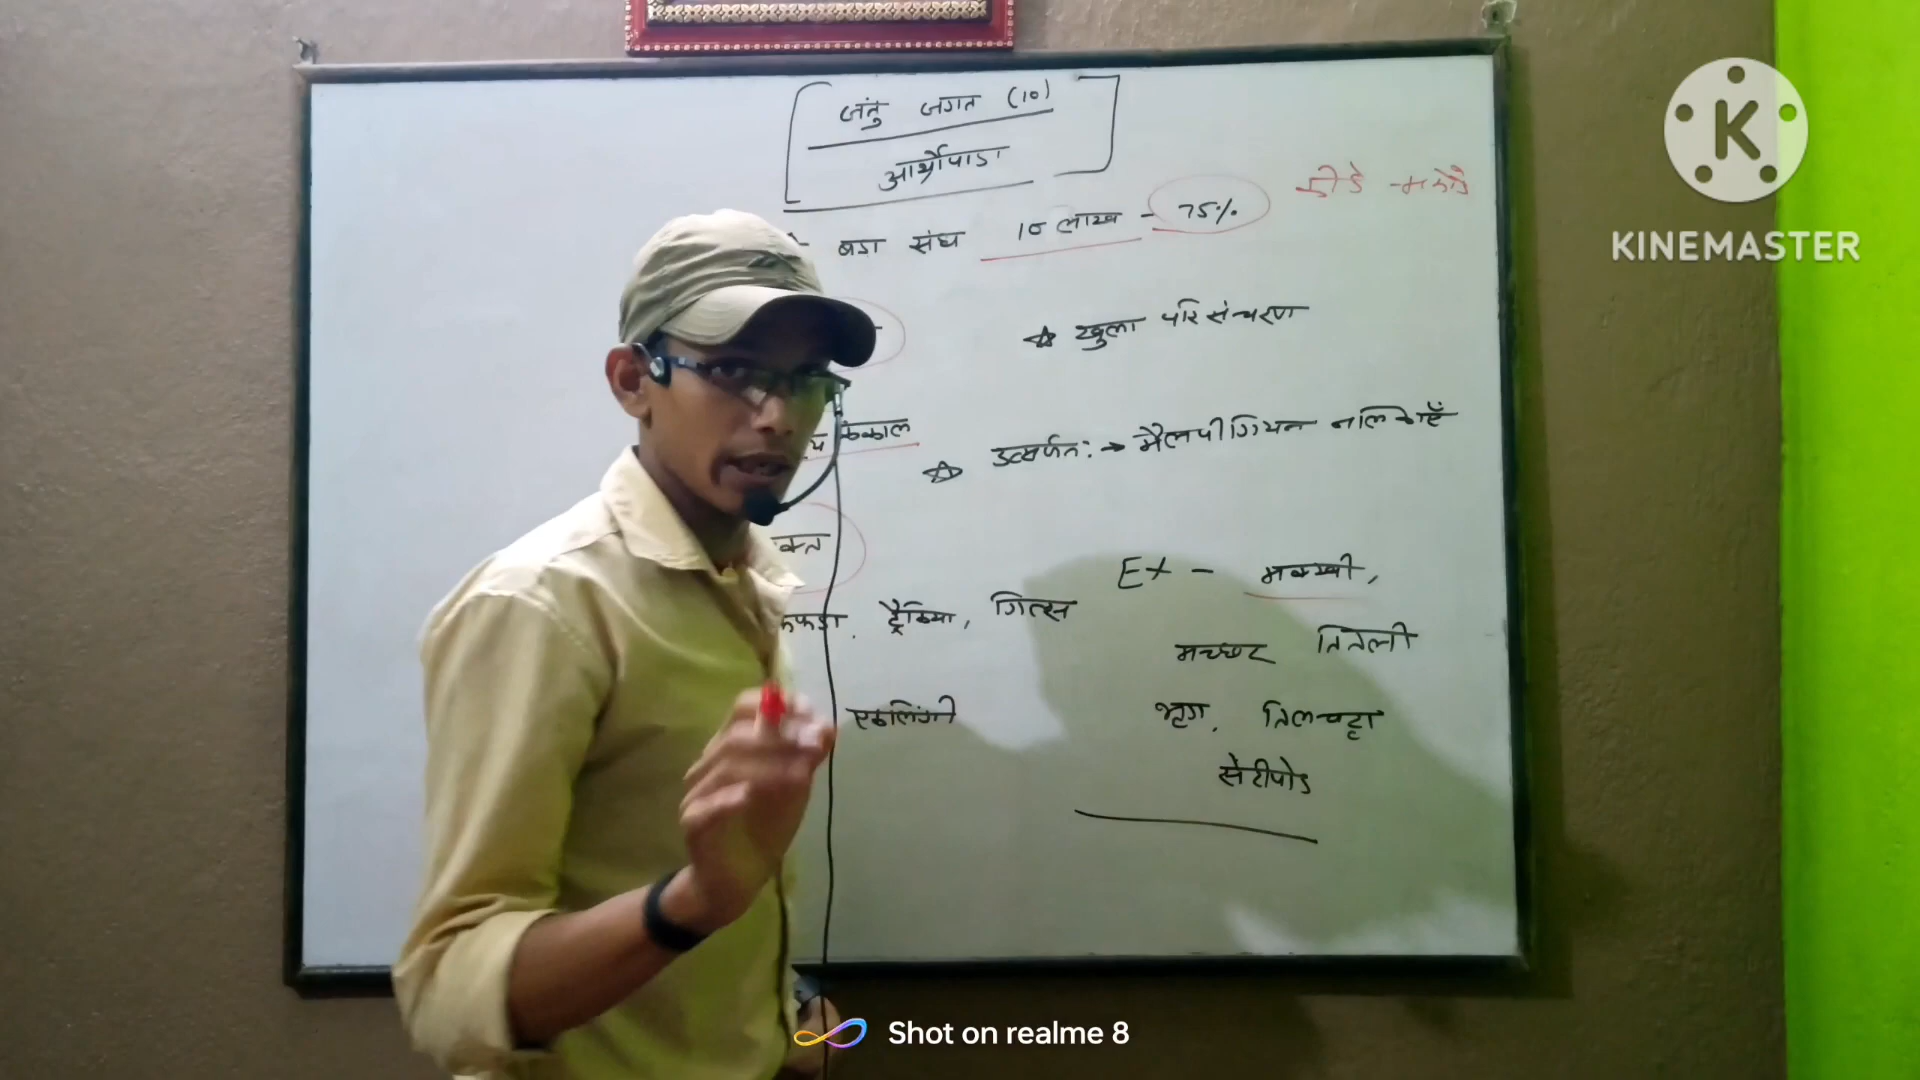 जंतु जगत (10)
आर्थ्रोपोडा
बडा संघ 10 लाख - 75%
कीडे - मकोडे
खुला परिसंचरण
कंकाल
उत्सर्जन :→ मैलपीगियन नलिकाएँ
Ex - मक्खी,
ट्रैकिया, गिल्स
मच्छर तितली
एकलिंगी
भृंग, तिलचट्टा
सेंटीपोड
K
KINEMASTER
Shot on realme 8